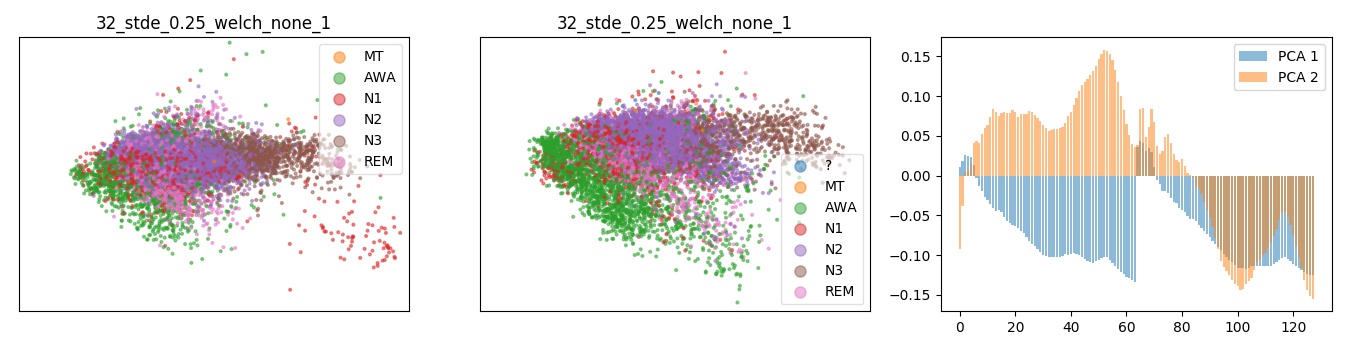 32_stde_0.25_welch_none_1
MT
AWA
N1
N2
N3
REM
32_stde_0.25_welch_none_1
?
MT
AWA
N1
N2
N3
REM
PCA 1
PCA 2
0.15
0.10
0.05
0.00
−0.05
−0.10
−0.15
0 20 40 60 80 100 120